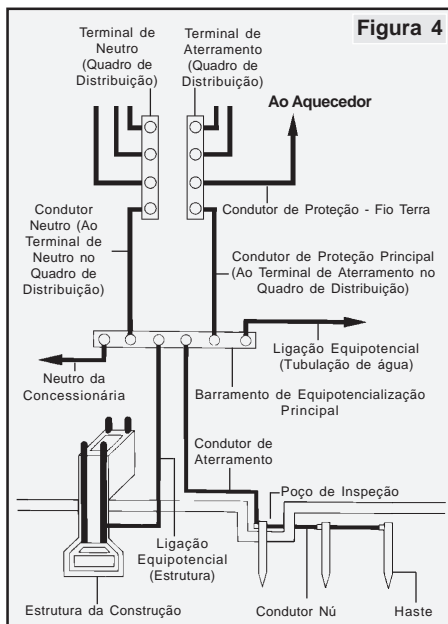 Figura 4
Terminal de
Neutro
(Quadro de
Distribuição)
Terminal de
Aterramento
(Quadro de
Distribuição)
Ao Aquecedor
Condutor de Proteção - Fio Terra
Condutor
Neutro (Ao
Terminal de
Neutro no
Quadro de
Distribuição)
Condutor de Proteção Principal
(Ao Terminal de Aterramento no
Quadro de Distribuição)
Ligação Equipotencial
(Tubulação de água)
Neutro da
Concessionária
Barramento de Equipotencialização
Principal
Condutor de
Aterramento
Poço de Inspeção
Ligação
Equipotencial
(Estrutura)
Estrutura da Construção
Condutor Nú
Haste